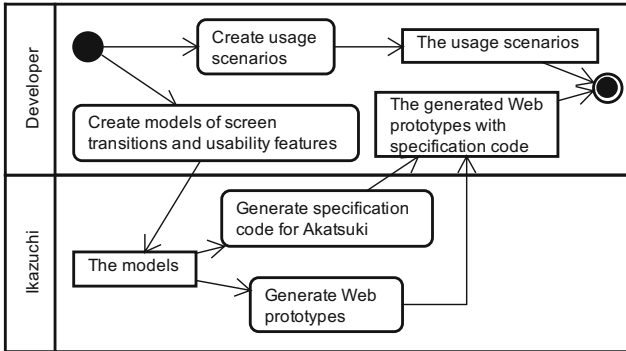 Developer
Create usage
scenarios
The usage scenarios
Create models of screen
transitions and usability features
The generated Web
prototypes with
specification code
Ikazuchi
Generate specification
code for Akatsuki
The models
Generate Web
prototypes